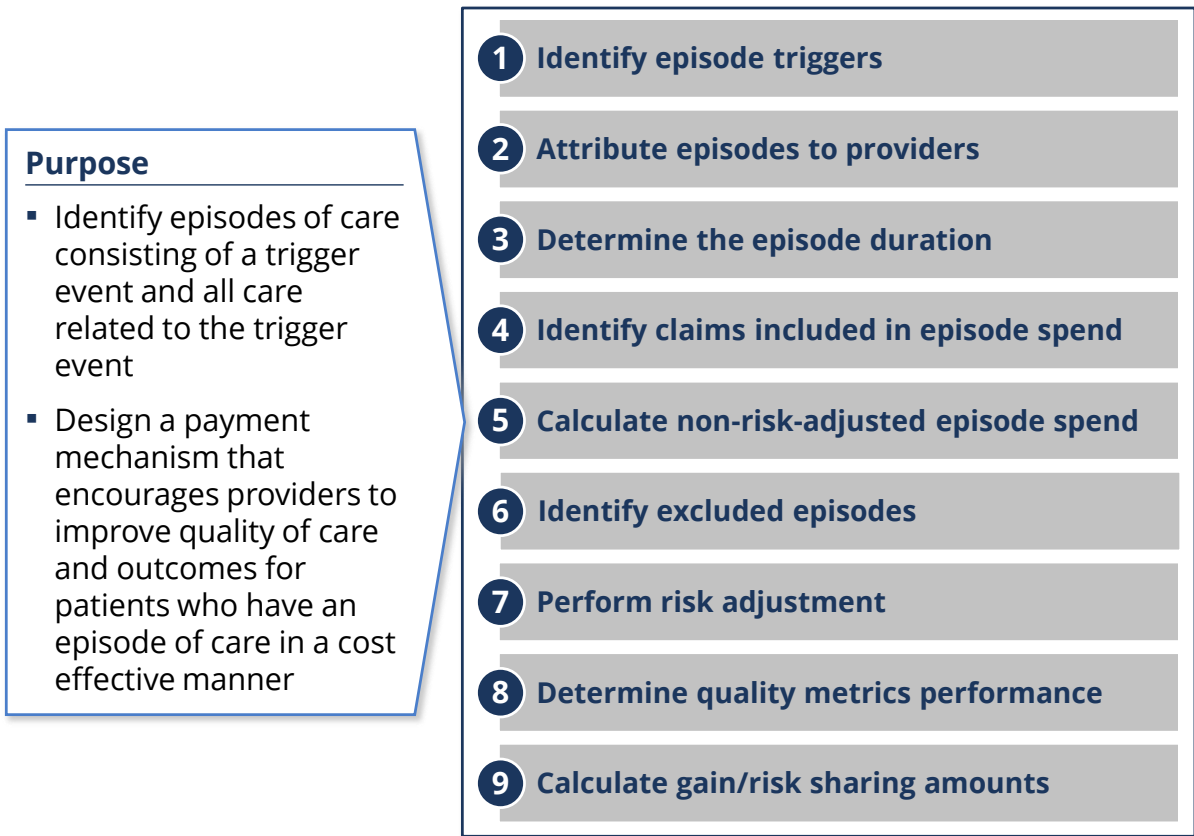 Purpose
▪ Identify episodes of care
consisting of a trigger
event and all care
related to the trigger
event
▪ Design a payment
mechanism that
encourages providers to
improve quality of care
and outcomes for
patients who have an
episode of care in a cost
effective manner
1 Identify episode triggers
2 Attribute episodes to providers
3 Determine the episode duration
4 Identify claims included in episode spend
5 Calculate non-risk-adjusted episode spend
6 Identify excluded episodes
7 Perform risk adjustment
8 Determine quality metrics performance
9 Calculate gain/risk sharing amounts